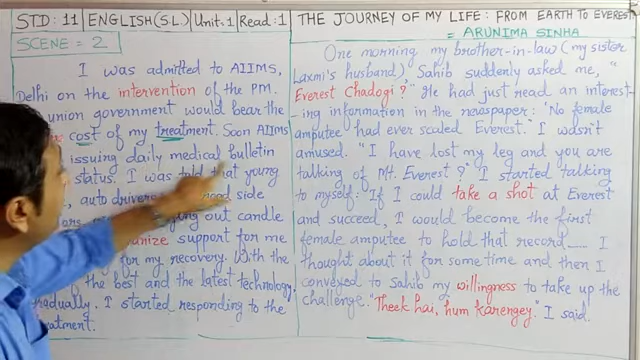 STD: 11 | ENGLISH (S.L) | Unit: 1 | Read: 1
THE JOURNEY OF MY LIFE: FROM EARTH TO EVEREST
= ARUNIMA SINHA
SCENE = 2
I was admitted to AIIMS,
Delhi on the intervention of the PM.
union government would bear the
cost of my treatment. Soon AIIMS
issuing daily medical bulletin
status. I was told that young
, auto drivers side
out candle
support for me
for my recovery. With the
of the best and the latest technology,
gradually, I started responding to the
treatment.
One morning my brother-in-law (my sister
Laxmi's husband), Sahib suddenly asked me, "
Everest Chadogi?" He had just read an interest-
-ing information in the newspaper: 'No female
amputee had ever scaled Everest.' I wasn't
amused. "I have lost my leg and you are
talking of Mt. Everest?" I started talking
to myself. If I could take a shot at Everest
and succeed, I would become the first
female amputee to hold that record...... I
thought about it for some time and then I
conveyed to Sahib my willingness to take up the
challenge. "Theek hai, hum karengey." I said.